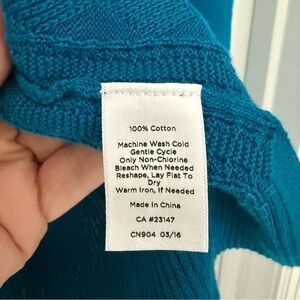 100% Cotton
Machine Wash Cold
Gentle Cycle
Only Non-Chlorine
Bleach When Needed
Reshape, Lay Flat To
Dry
Warm Iron, If Needed
Made in China
CA #23147
CN904 03/16